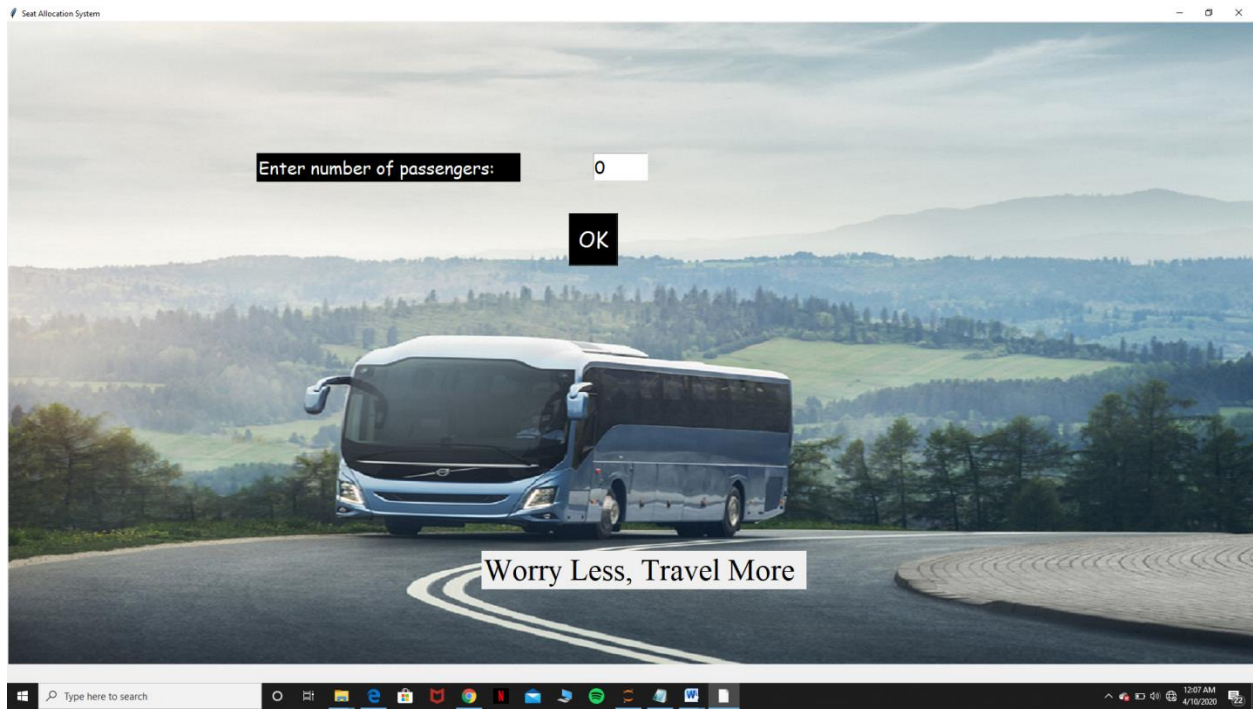 Seat Allocation System
Enter number of passengers:
0
OK
Worry Less, Travel More
Type here to search
12:07 AM
4/10/2020
22